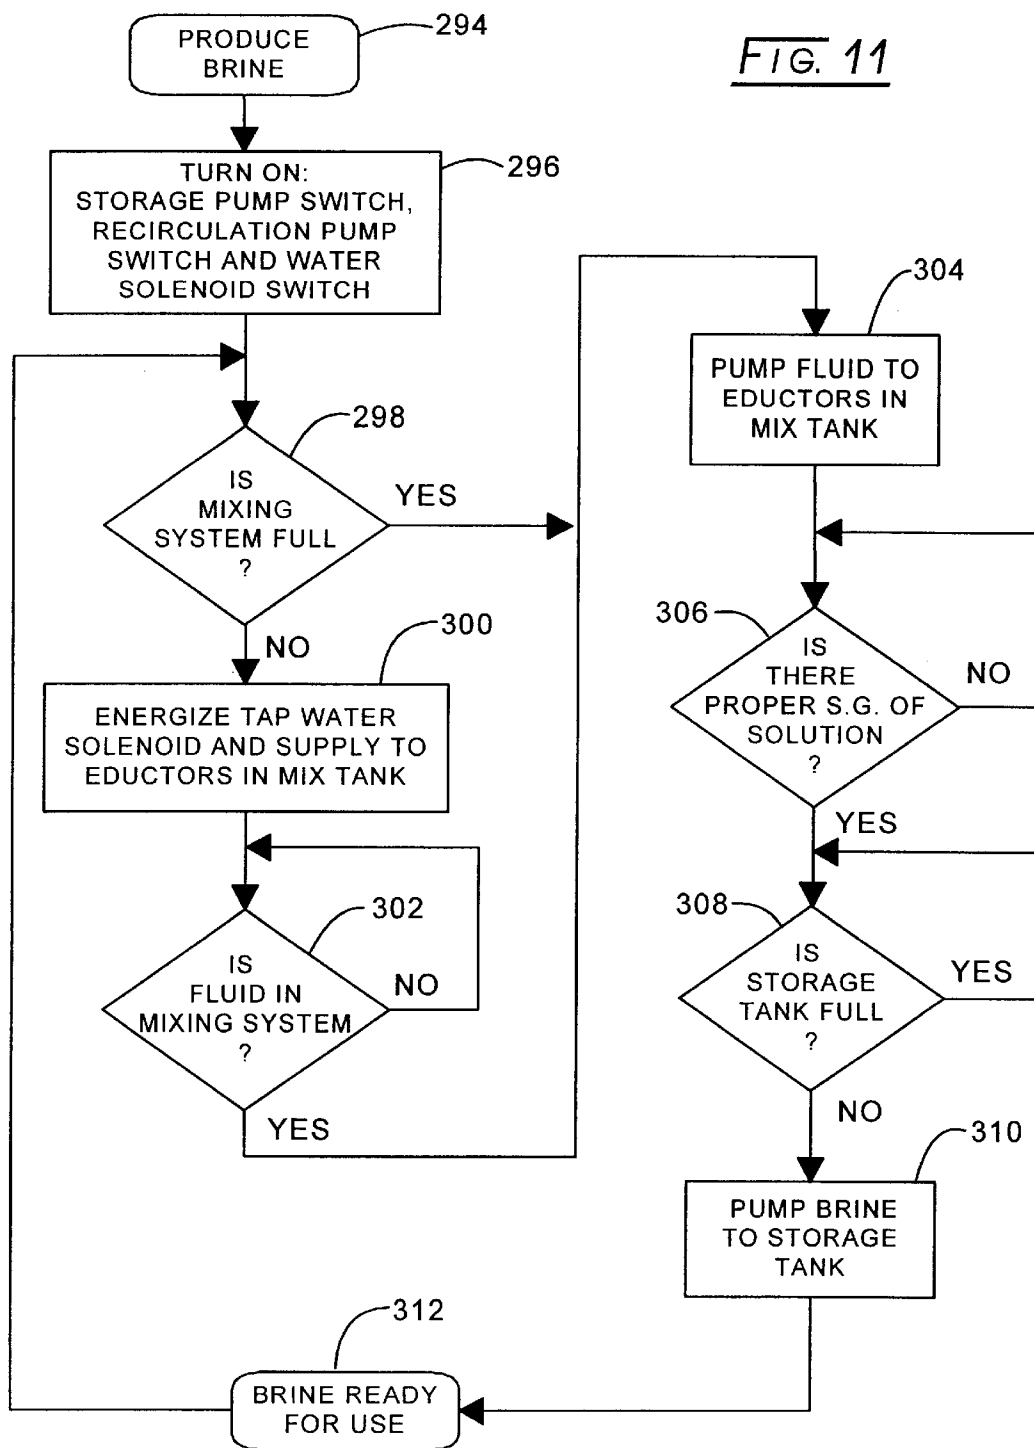 FIG. 11
PRODUCE
BRINE
294
TURN ON:
STORAGE PUMP SWITCH,
RECIRCULATION PUMP
SWITCH AND WATER
SOLENOID SWITCH
296
IS
MIXING
SYSTEM FULL
?
298
YES
NO
300
ENERGIZE TAP WATER
SOLENOID AND SUPPLY TO
EDUCTORS IN MIX TANK
IS
FLUID IN
MIXING SYSTEM
?
302
NO
YES
304
PUMP FLUID TO
EDUCTORS IN
MIX TANK
306
IS
THERE
PROPER S.G. OF
SOLUTION
?
NO
YES
308
IS
STORAGE
TANK FULL
?
YES
NO
310
PUMP BRINE
TO STORAGE
TANK
312
BRINE READY
FOR USE